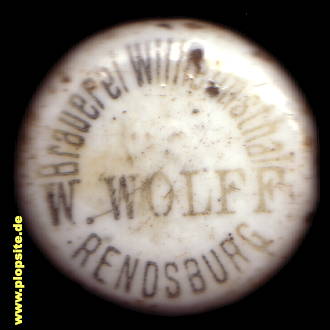 Brauerei Wilhelmsthal
W. WOLFF
RENDSBURG
www.plopsite.de